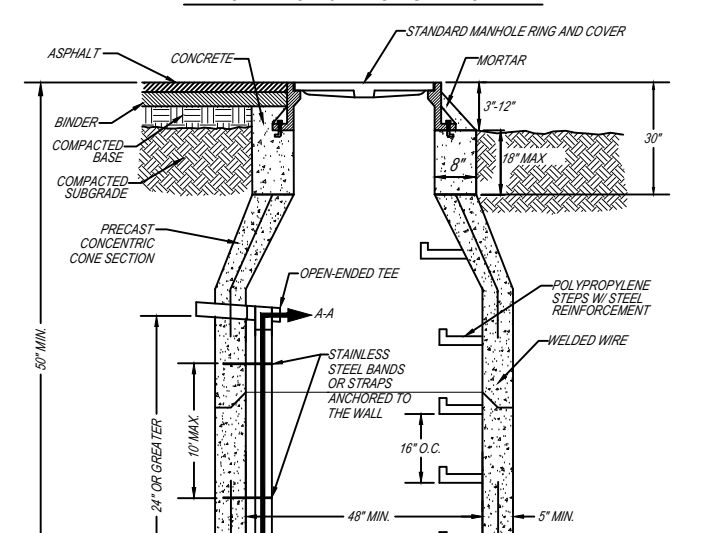 STANDARD MANHOLE RING AND COVER
ASPHALT
CONCRETE
MORTAR
3"-12"
BINDER
COMPACTED
BASE
30"
8"
18" MAX
COMPACTED
SUBGRADE
PRECAST
CONCENTRIC
CONE SECTION
OPEN-ENDED TEE
A-A
POLYPROPYLENE
STEPS W/ STEEL
REINFORCEMENT
50" MIN.
WELDED WIRE
STAINLESS
STEEL BANDS
OR STRAPS
ANCHORED TO
THE WALL
10' MAX.
24" OR GREATER
16" O.C.
48" MIN.
5" MIN.